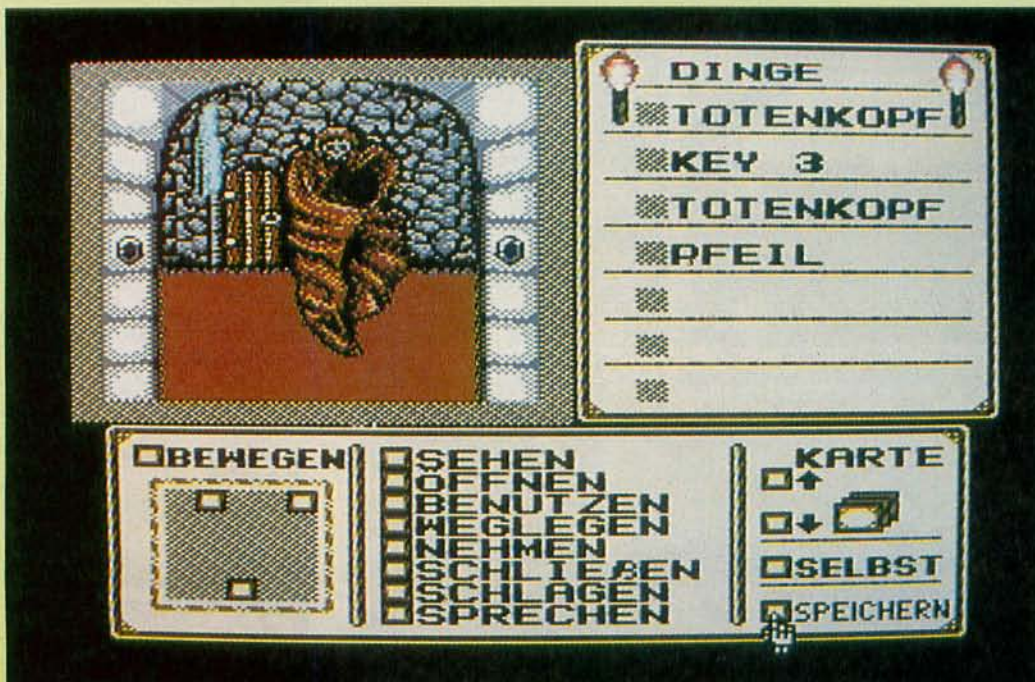 DINGE
TOTENKOPF
KEY 3
TOTENKOPF
PFEIL
BEWEGEN
SEHEN
ÖFFNEN
BENUTZEN
WEGLEGEN
NEHMEN
SCHLIEßEN
SCHLAGEN
SPRECHEN
KARTE
SELBST
SPEICHERN